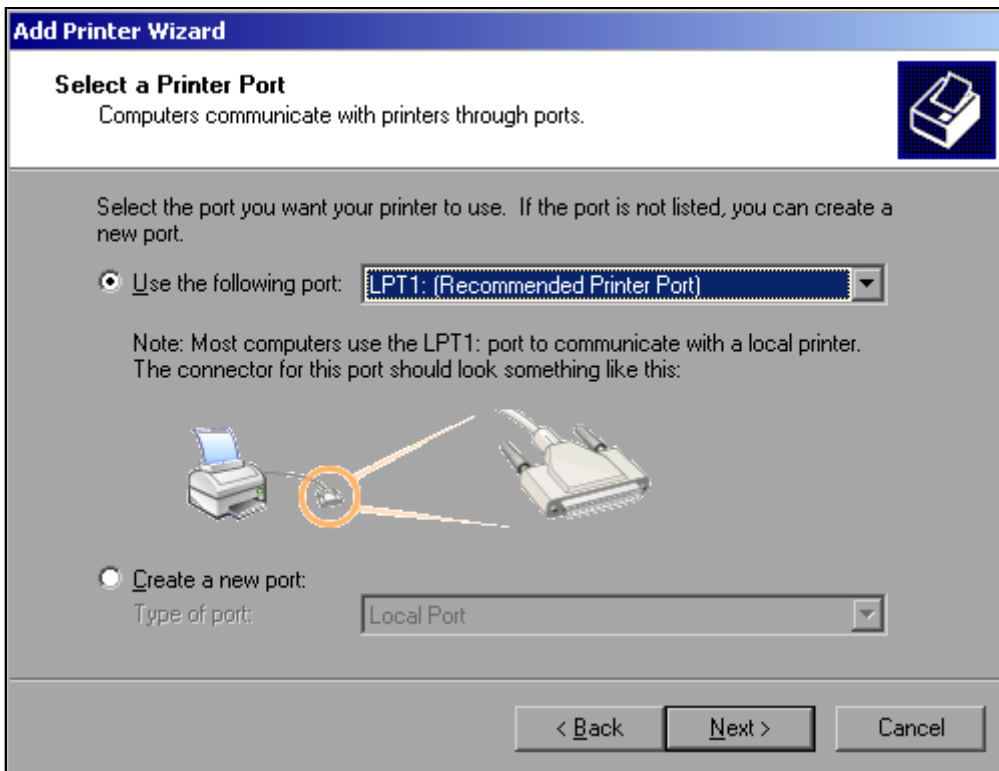 Add Printer Wizard
Select a Printer Port
Computers communicate with printers through ports.
Select the port you want your printer to use.  If the port is not listed, you can create a
new port.
Use the following port: LPT1: (Recommended Printer Port)
Note: Most computers use the LPT1: port to communicate with a local printer.
The connector for this port should look something like this:
Create a new port:
Type of port: Local Port
< Back Next > Cancel